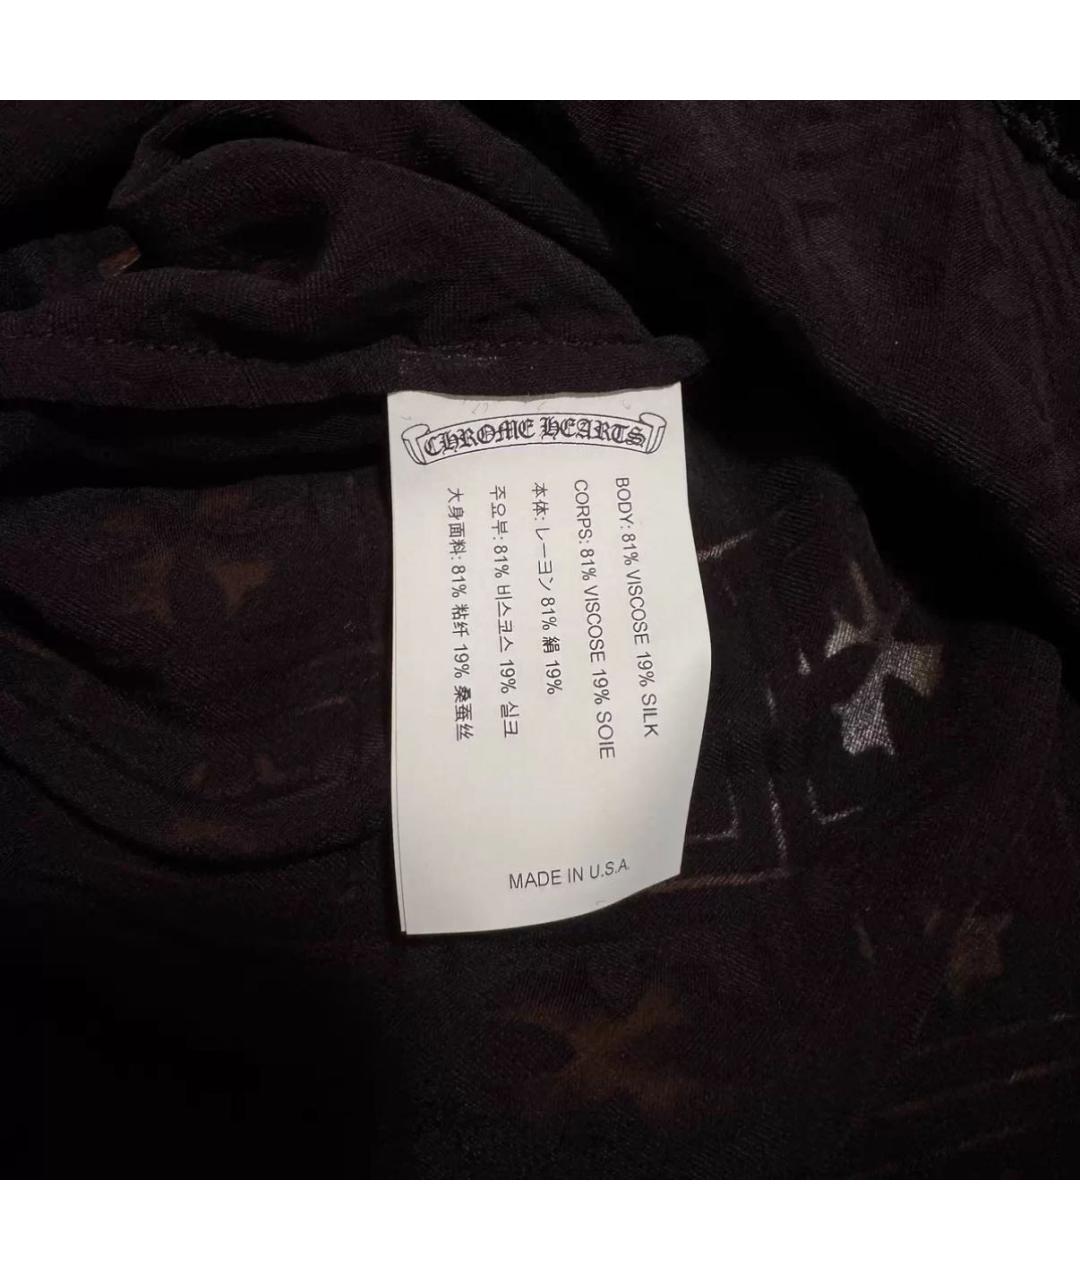 CHROME HEARTS
BODY: 81% VISCOSE 19% SILK
CORPS: 81% VISCOSE 19% SOIE
本体: レーヨン 81% 絹 19%
주요부: 81% 비스코스 19% 실크
大身面料: 81% 粘纤 19% 桑蚕丝
MADE IN U.S.A.